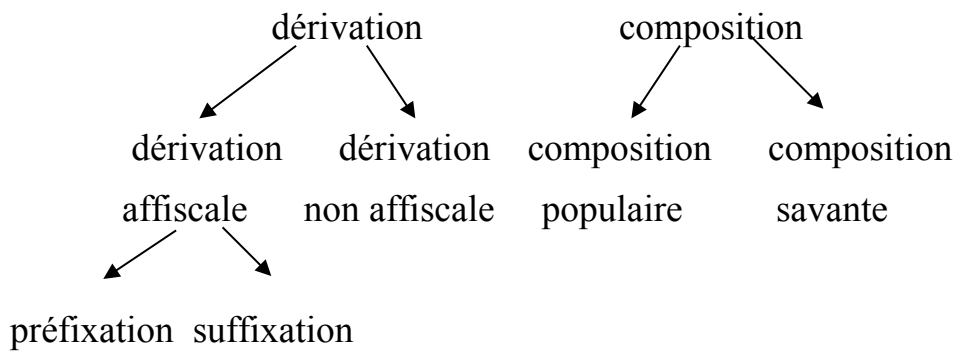 dérivation composition
dérivation dérivation composition composition
affiscale non affiscale populaire savante
préfixation suffixation